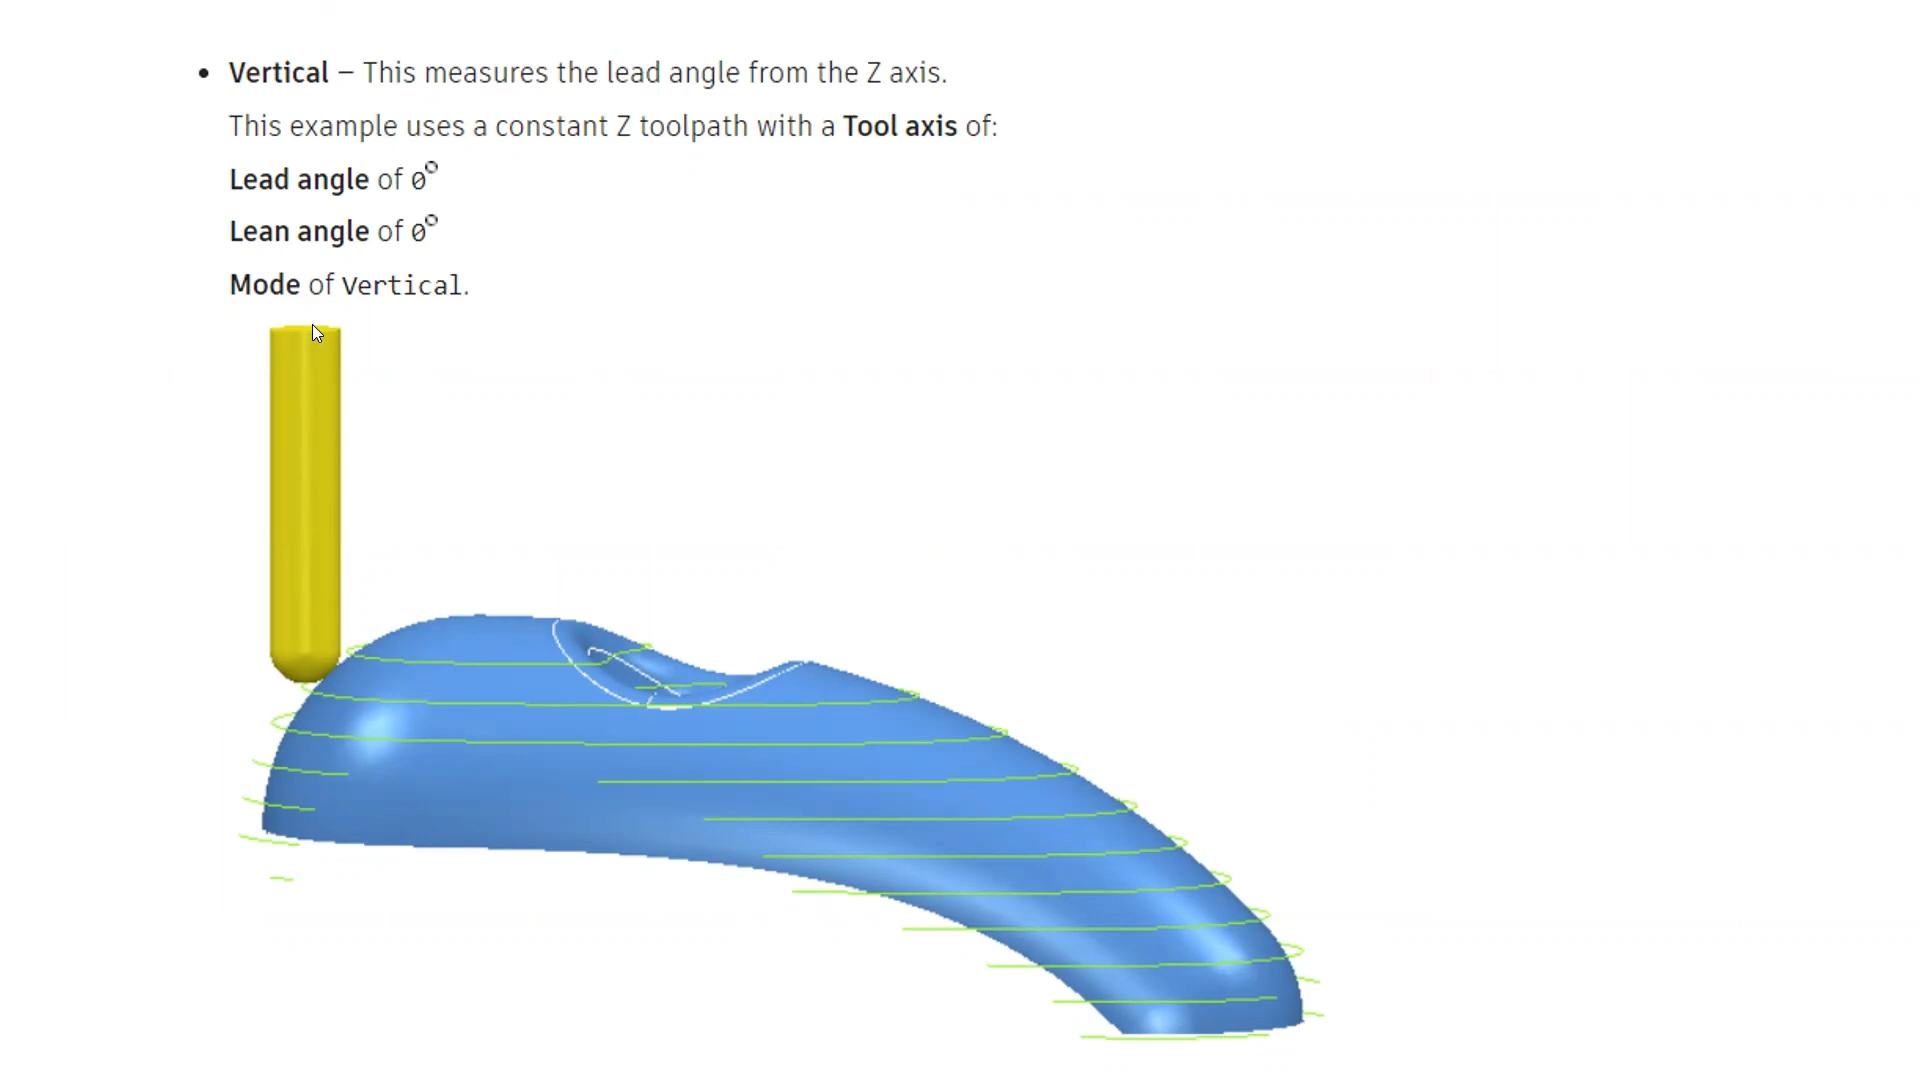 • Vertical – This measures the lead angle from the Z axis.
This example uses a constant Z toolpath with a Tool axis of:
Lead angle of 0°
Lean angle of 0°
Mode of Vertical.